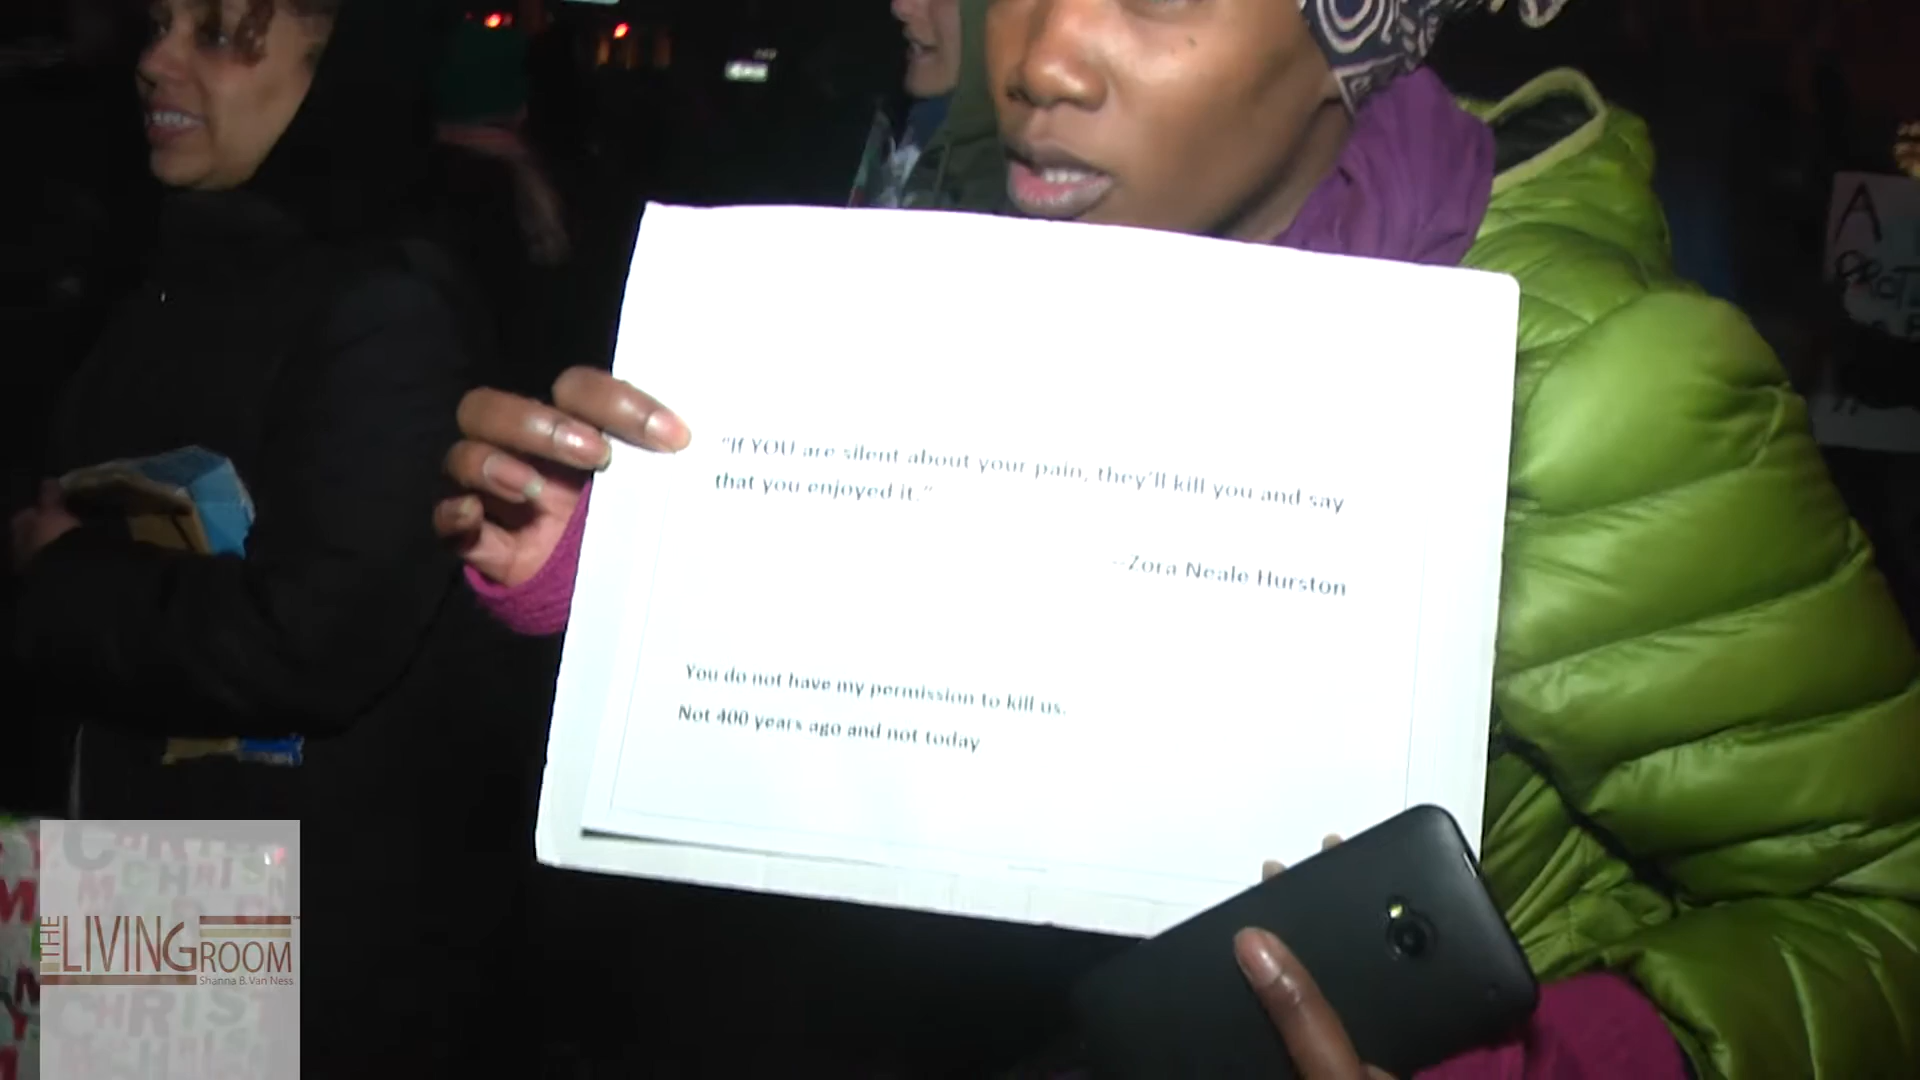 "If YOU are silent about your pain, they'll kill you and say
that you enjoyed it."
--Zora Neale Hurston
You do not have my permission to kill us.
Not 400 years ago and not today
A
THE LIVING ROOM
Shanna B. Van Ness